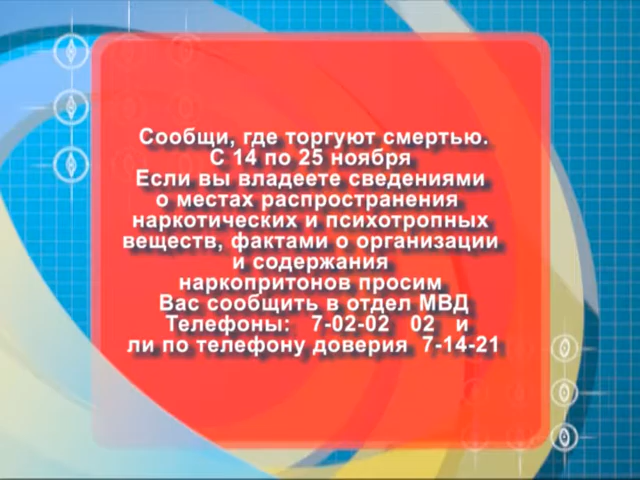 Сообщи, где торгуют смертью.
С 14 по 25 ноября
Если вы владеете сведениями
о местах распространения
наркотических и психотропных
веществ, фактами о организации
и содержания
наркопритонов просим
Вас сообщить в отдел МВД
Телефоны: 7-02-02 02 и
ли по телефону доверия 7-14-21